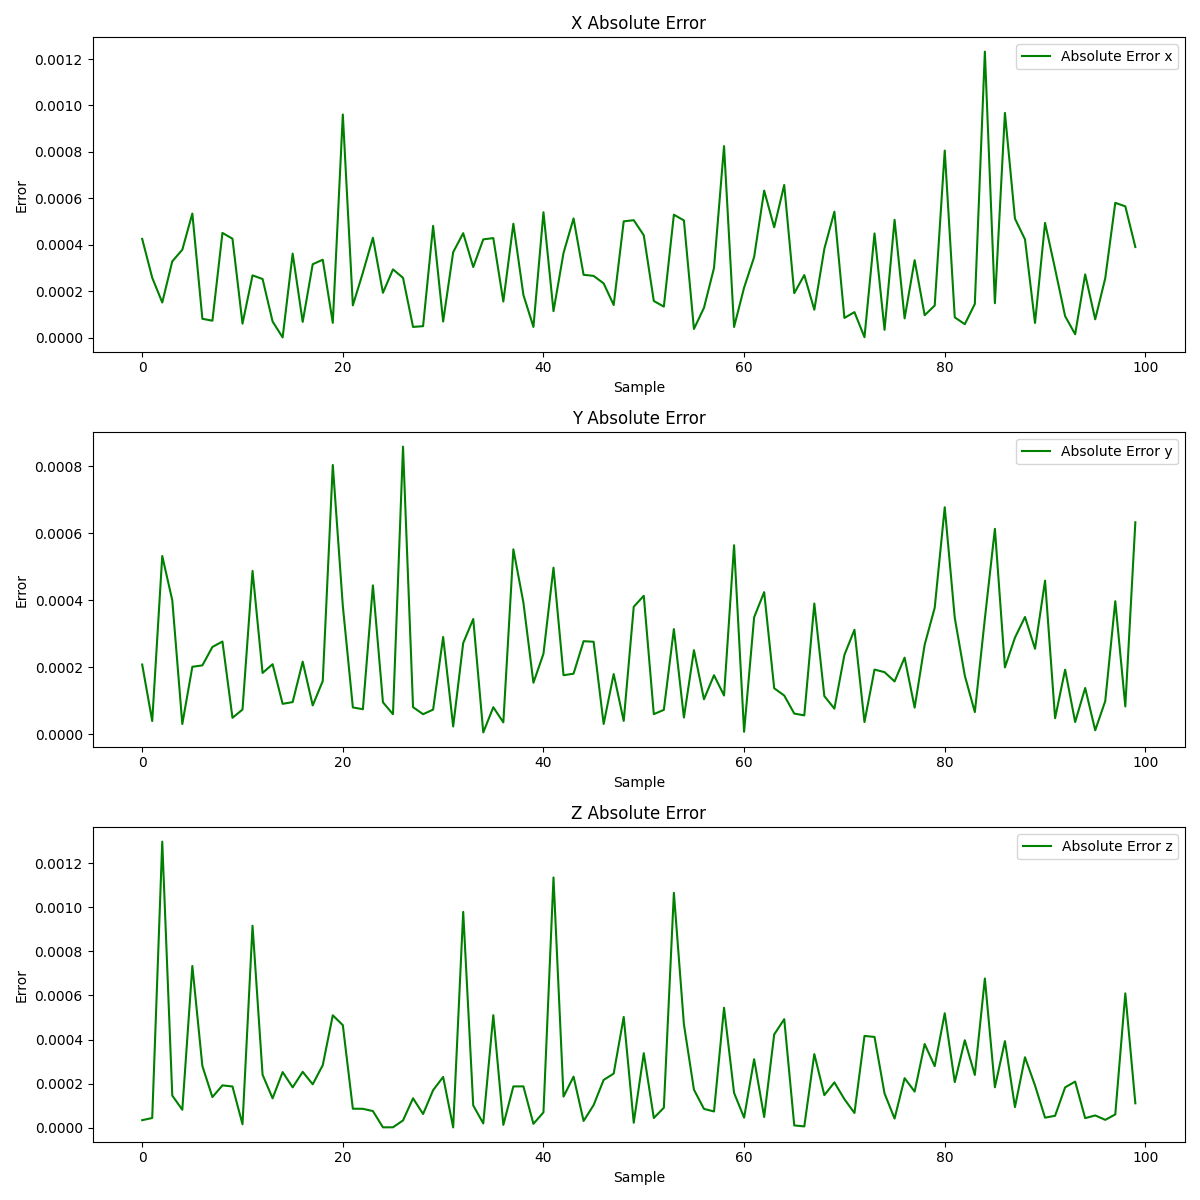 X Absolute Error
Absolute Error x
0.0012
0.0010
0.0008
0.0006
0.0004
0.0002
0.0000
Error
0 20 40 60 80 100
Sample
Y Absolute Error
Absolute Error y
0.0008
0.0006
0.0004
0.0002
0.0000
Error
0 20 40 60 80 100
Sample
Z Absolute Error
Absolute Error z
0.0012
0.0010
0.0008
0.0006
0.0004
0.0002
0.0000
Error
0 20 40 60 80 100
Sample